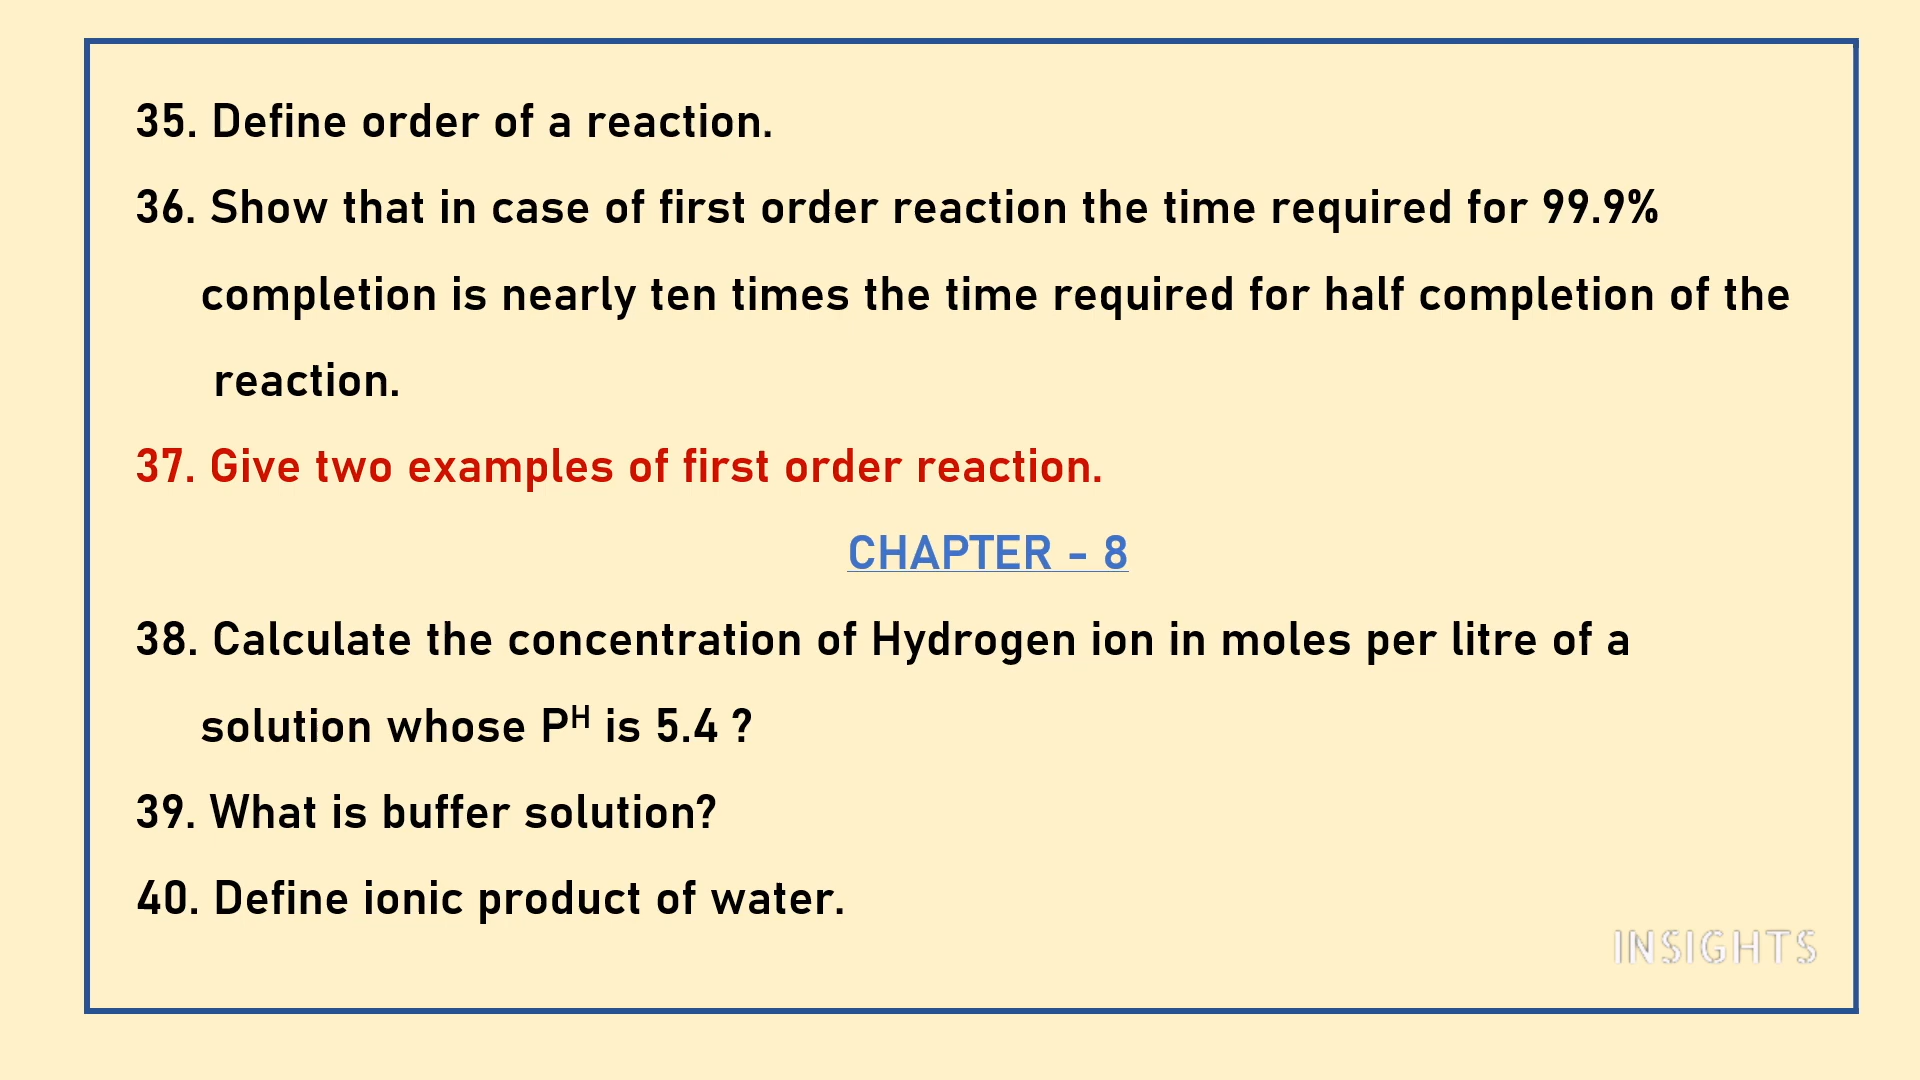 35. Define order of a reaction.
36. Show that in case of first order reaction the time required for 99.9%
completion is nearly ten times the time required for half completion of the
reaction.
37. Give two examples of first order reaction.
CHAPTER - 8
38. Calculate the concentration of Hydrogen ion in moles per litre of a
solution whose Pᴴ is 5.4 ?
39. What is buffer solution?
40. Define ionic product of water.
INSIGHTS